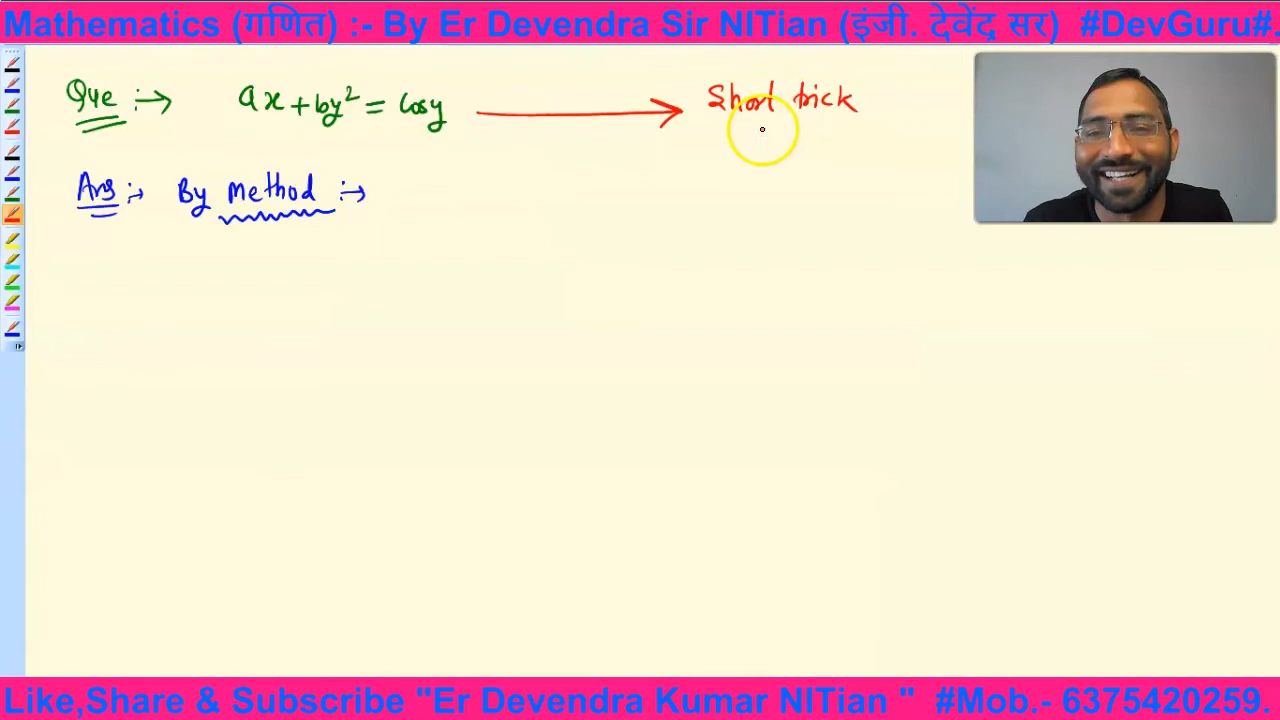 Mathematics (गणित) :- By Er Devendra Sir NITian (इंजी. देवेंद्र सर) #DevGuru#.
Que :→ ax + by² = Cosy → Short trick
Ans :→ By Method :→
Like,Share & Subscribe "Er Devendra Kumar NITian " #Mob.- 6375420259.